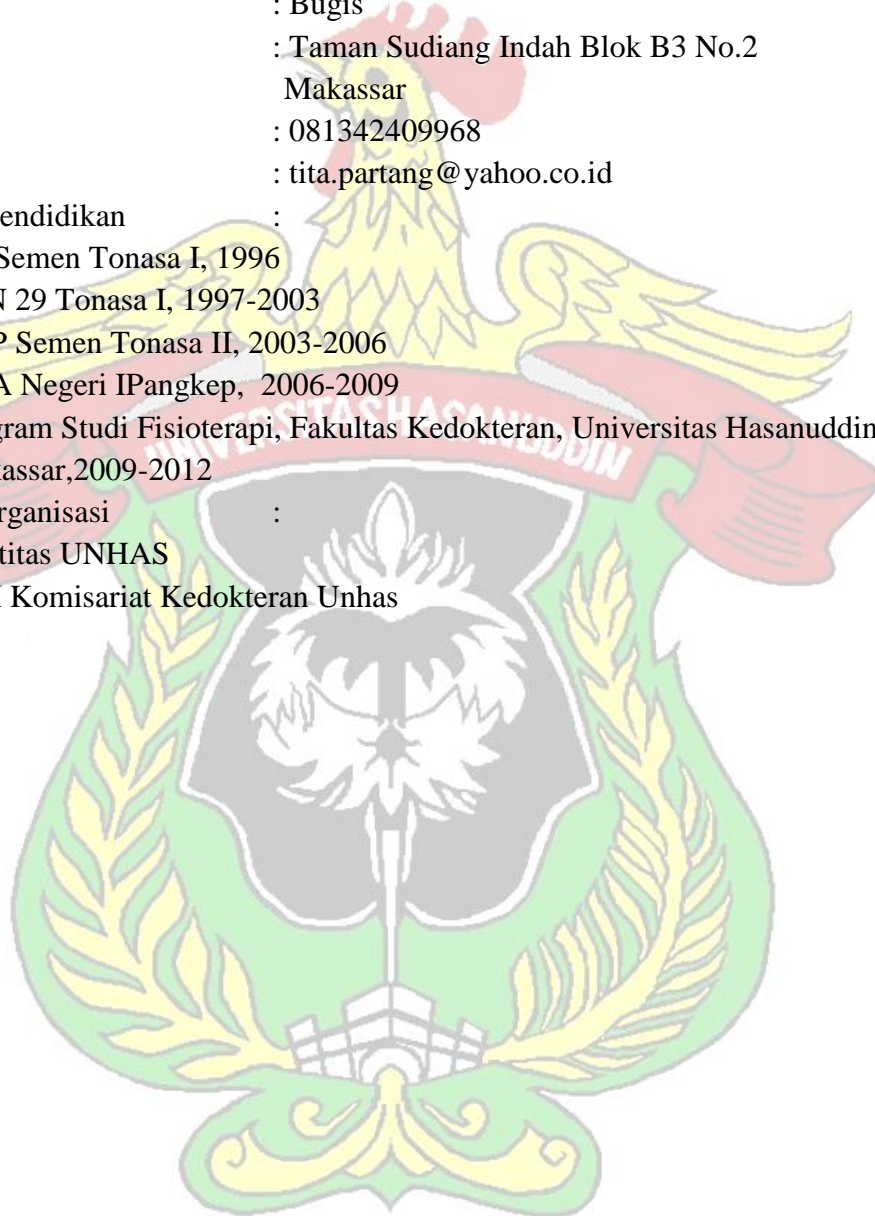 : Bugis
: Taman Sudiang Indah Blok B3 No.2
Makassar
: 081342409968
: tita.partang@yahoo.co.id
endidikan :
Semen Tonasa I, 1996
N 29 Tonasa I, 1997-2003
P Semen Tonasa II, 2003-2006
A Negeri IPangkep, 2006-2009
gram Studi Fisioterapi, Fakultas Kedokteran, Universitas Hasanuddin
kassar,2009-2012
rganisasi :
titas UNHAS
Komisariat Kedokteran Unhas
UNIVERSITAS HASANUDDIN